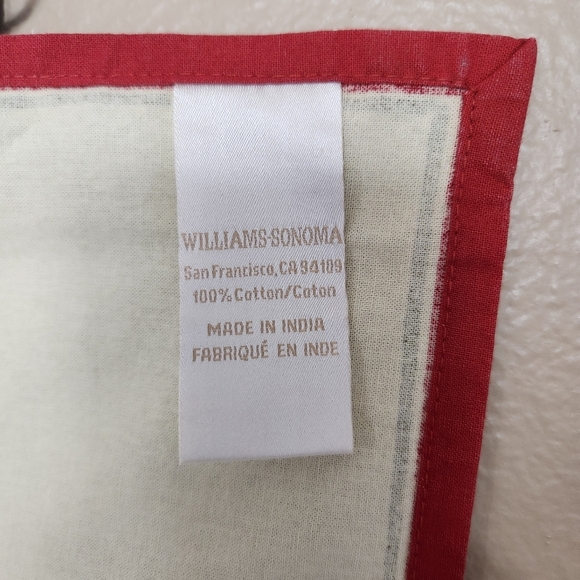 WILLIAMS-SONOMA
San Francisco, CA 94109
100% Cotton/Coton
MADE IN INDIA
FABRIQUÉ EN INDE